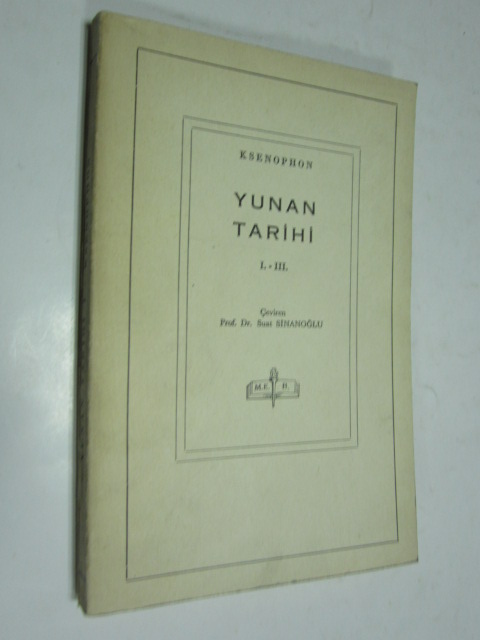 KSENOPHON
YUNAN
TARİHİ
I. - III.
Çeviren
Prof. Dr. Suat SİNANOĞLU
M.E. B.